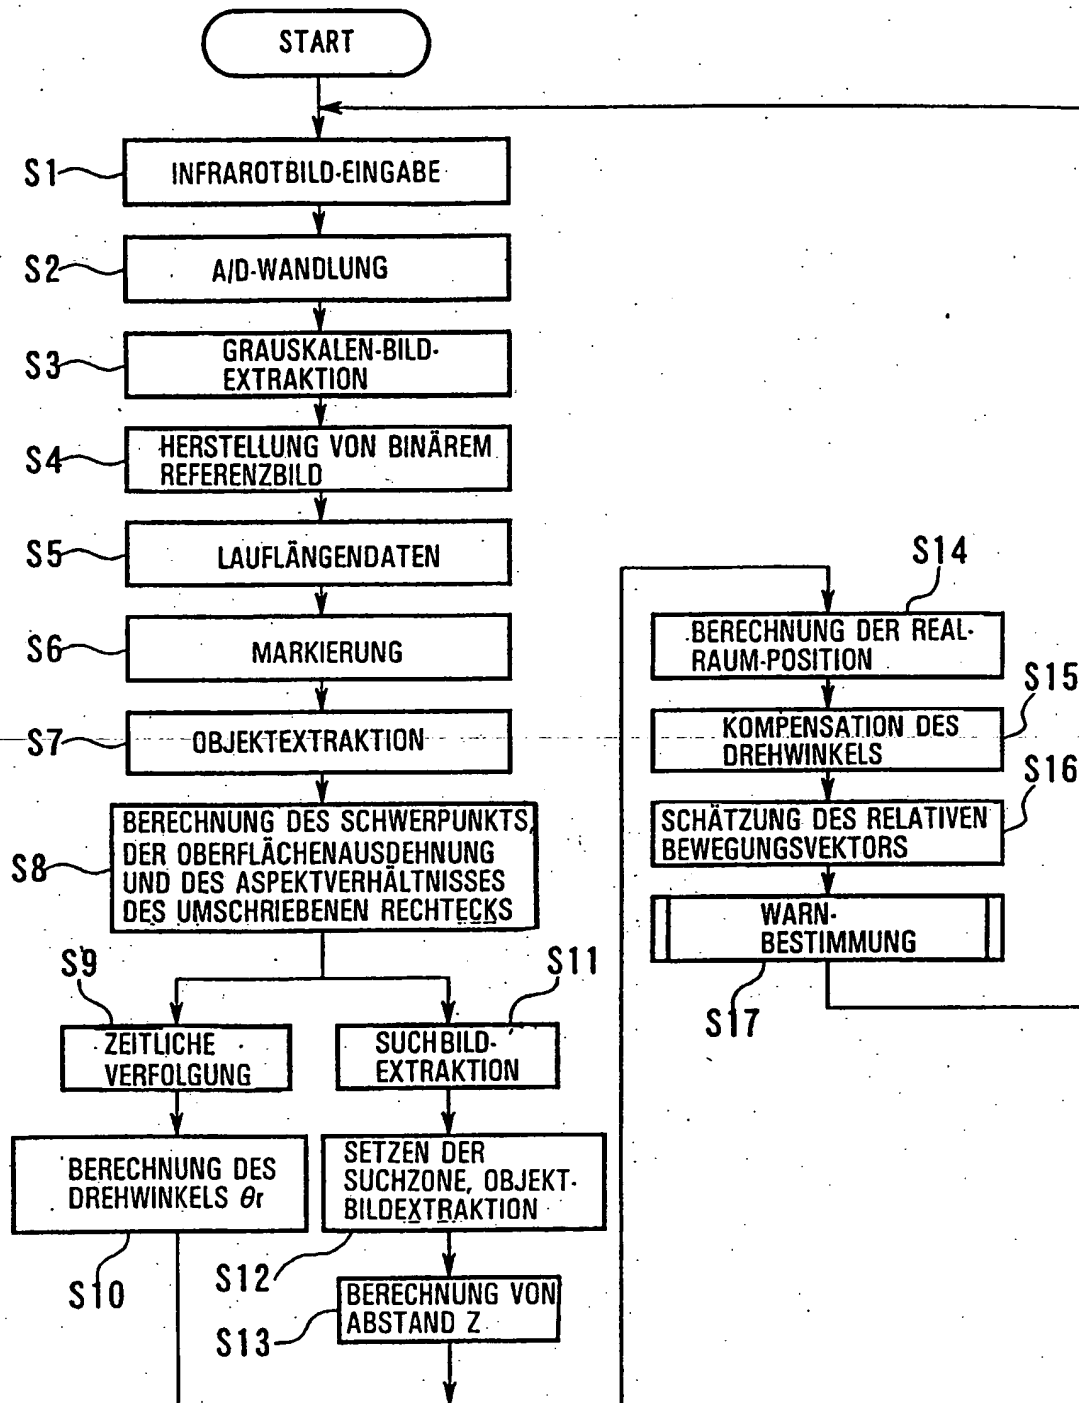 START
S1
INFRAROTBILD-EINGABE
S2
A/D-WANDLUNG
S3
GRAUSKALEN-BILD-
EXTRAKTION
S4
HERSTELLUNG VON BINÄREM
REFERENZBILD
S5
LAUFLÄNGENDATEN
S6
MARKIERUNG
S7
OBJEKTEXTRAKTION
S8
BERECHNUNG DES SCHWERPUNKTS,
DER OBERFLÄCHENAUSDEHNUNG
UND DES ASPEKTVERHÄLTNISSES
DES UMSCHRIEBENEN RECHTECKS
S9
ZEITLICHE
VERFOLGUNG
S10
BERECHNUNG DES
DREHWINKELS θr
S11
SUCHBILD-
EXTRAKTION
S12
SETZEN DER
SUCHZONE, OBJEKT-
BILDEXTRAKTION
S13
BERECHNUNG VON
ABSTAND Z
S14
BERECHNUNG DER REAL-
RAUM-POSITION
S15
KOMPENSATION DES
DREHWINKELS
S16
SCHÄTZUNG DES RELATIVEN
BEWEGUNGSVEKTORS
WARN-
BESTIMMUNG
S17